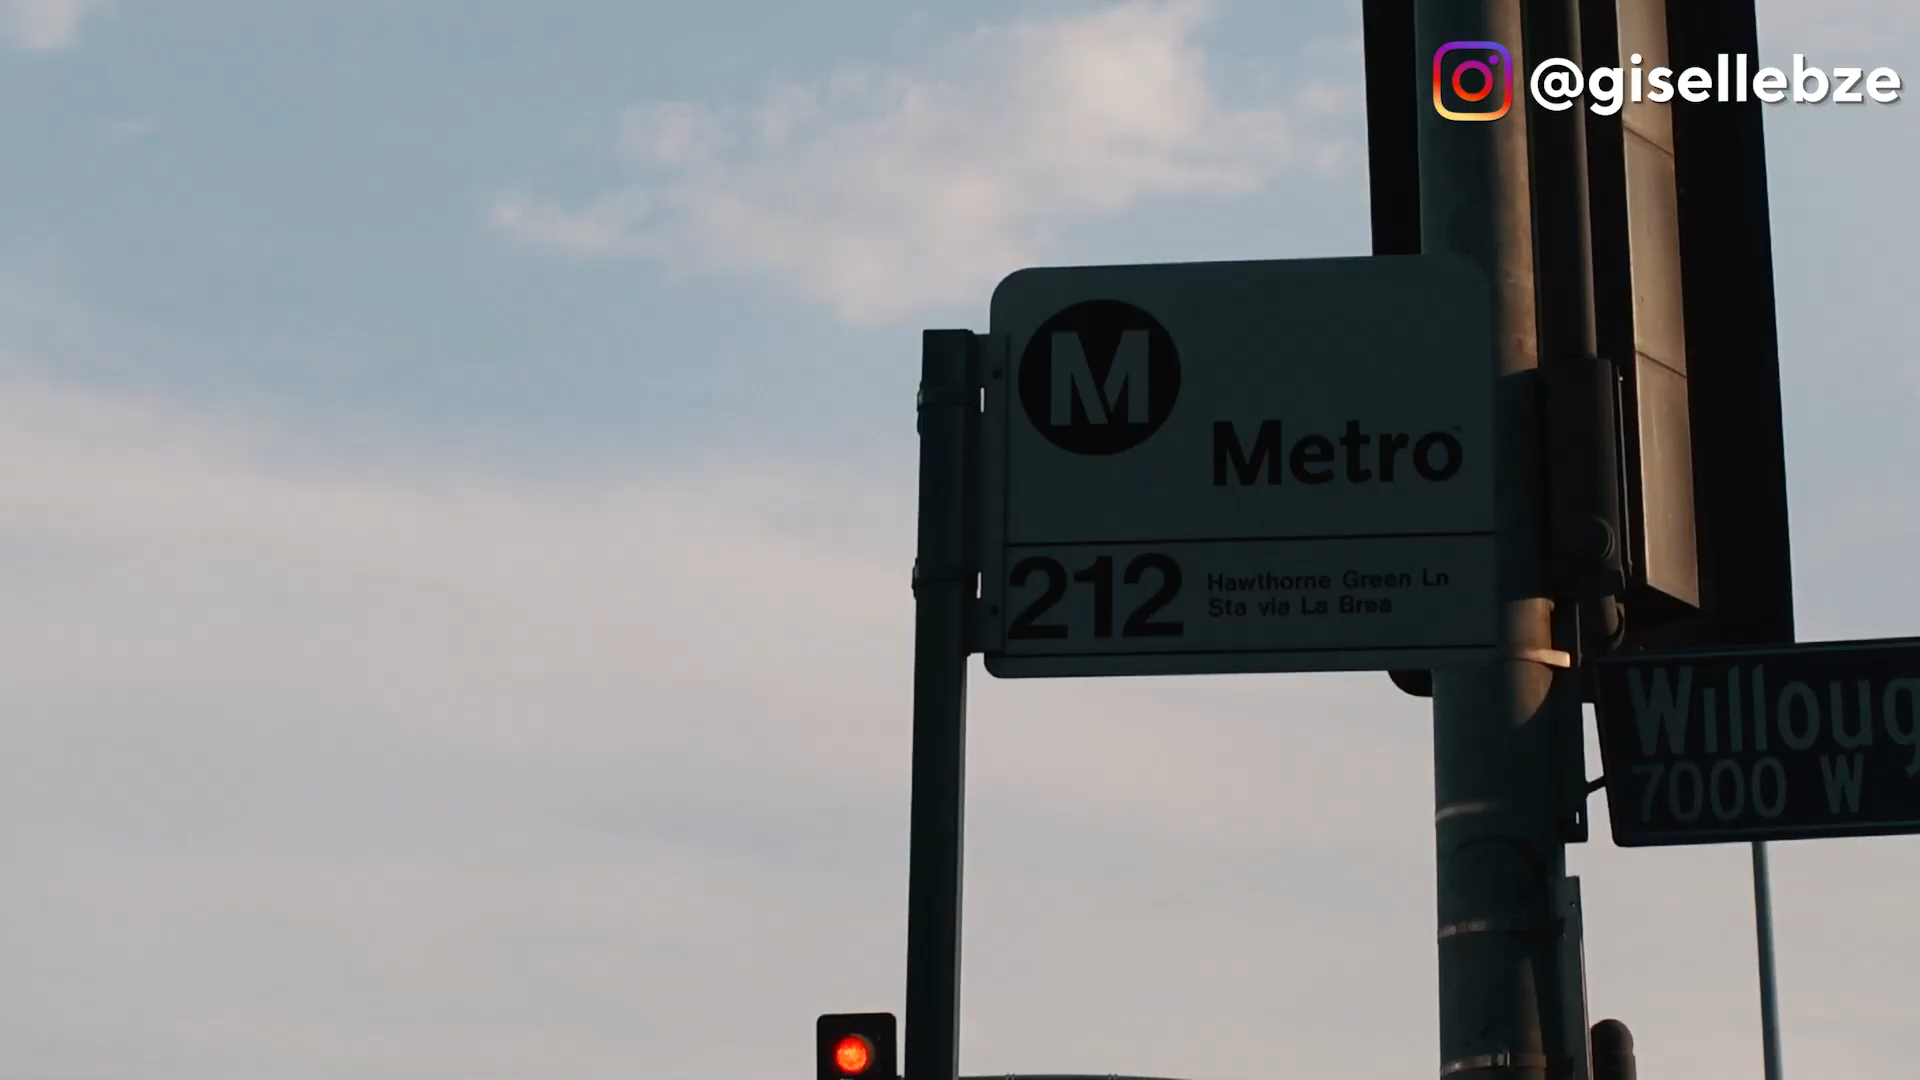 @gisellebze
M
Metro
212
Hawthorne Green Ln
Sta via La Brea
Willoug
7000 W